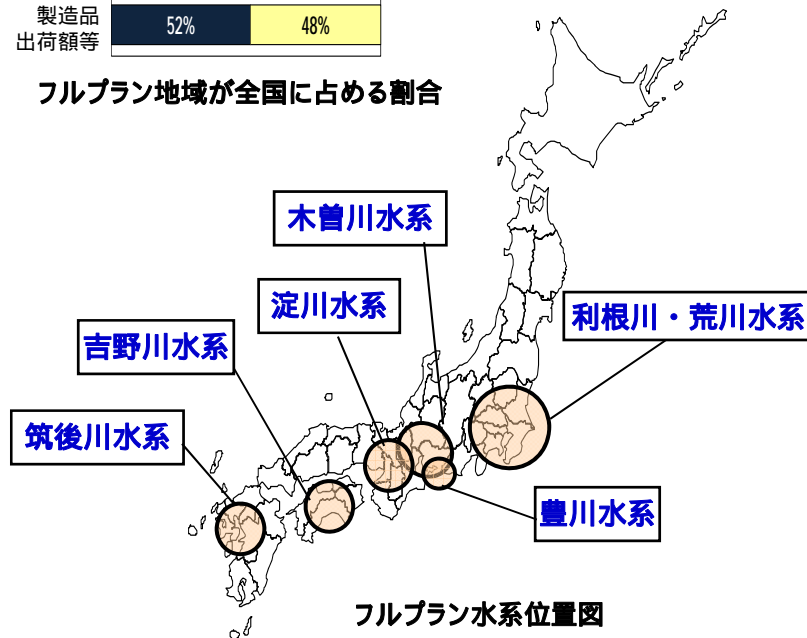 製造品
出荷額等
52%
48%
フルプラン地域が全国に占める割合
木曽川水系
淀川水系
利根川・荒川水系
吉野川水系
筑後川水系
豊川水系
フルプラン水系位置図